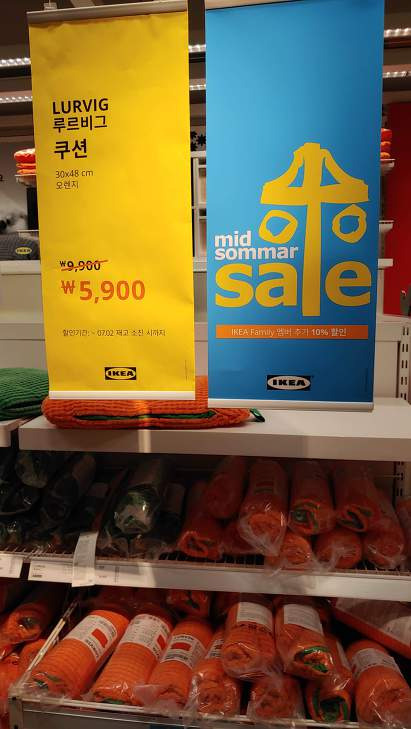 LURVIG
루르비그
쿠션
30x48 cm
오렌지
₩9,900
₩5,900
할인기간: ~ 07.02 재고 소진 시까지
IKEA
mid
sommar
sale
IKEA Family 멤버 추가 10% 할인
IKEA